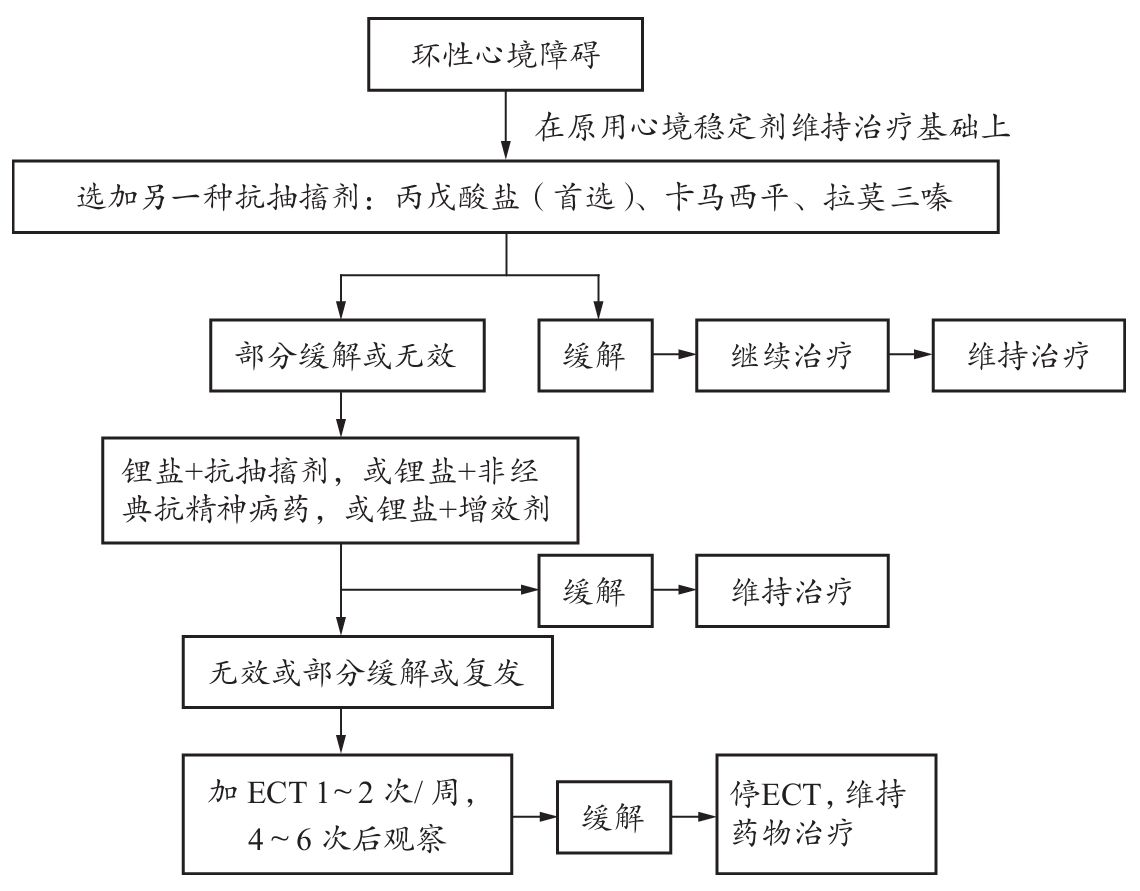 环性心境障碍
在原用心境稳定剂维持治疗基础上
选加另一种抗抽搐剂：丙戊酸盐（首选）、卡马西平、拉莫三嗪
部分缓解或无效
缓解
继续治疗
维持治疗
锂盐+抗抽搐剂，或锂盐+非经
典抗精神病药，或锂盐+增效剂
缓解
维持治疗
无效或部分缓解或复发
加 ECT 1~2 次/ 周，
4~6 次后观察
缓解
停ECT，维持
药物治疗